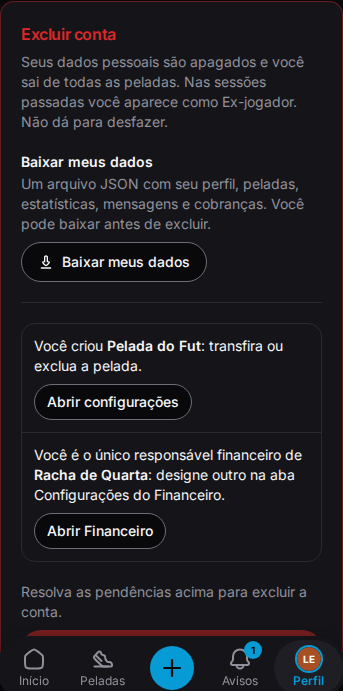 Excluir conta
Seus dados pessoais são apagados e você
sai de todas as peladas. Nas sessões
passadas você aparece como Ex-jogador.
Não dá para desfazer.
Baixar meus dados
Um arquivo JSON com seu perfil, peladas,
estatísticas, mensagens e cobranças. Você
pode baixar antes de excluir.
Baixar meus dados
Você criou Pelada do Fut: transfira ou
exclua a pelada.
Abrir configurações
Você é o único responsável financeiro de
Racha de Quarta: designe outro na aba
Configurações do Financeiro.
Abrir Financeiro
Resolva as pendências acima para excluir a
conta.
1
LE
Início
Peladas
Avisos
Perfil